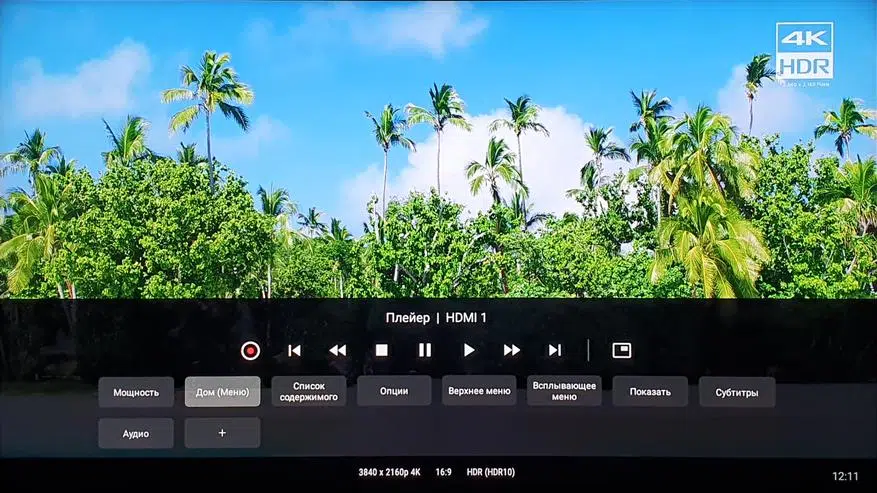 4K
HDR
Плейер | HDMI 1
Мощность
Дом (Меню)
Список
содержимого
Опции
Верхнее меню
Всплывающее
меню
Показать
Субтитры
Аудио
+
3840 x 2160p 4K 16:9 HDR (HDR10)
12:11